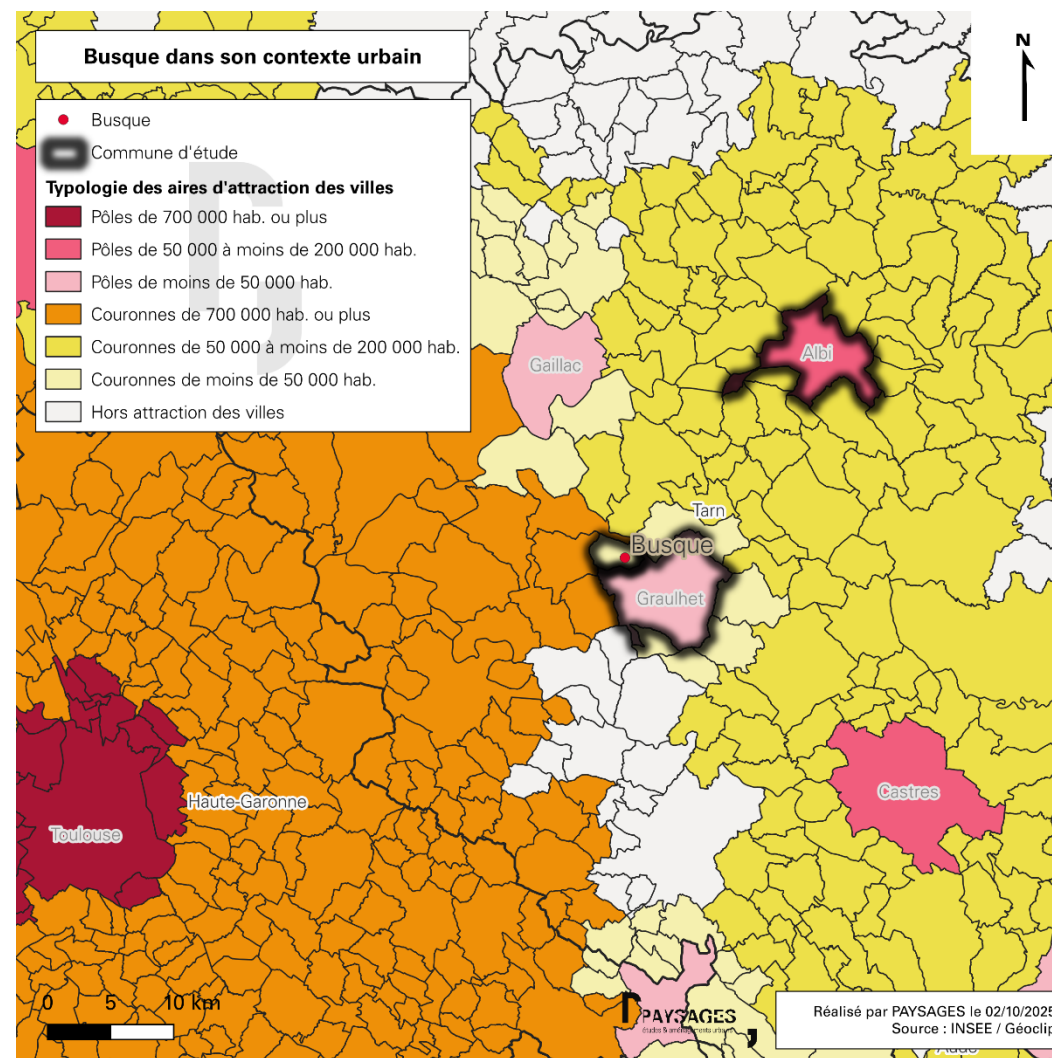 Busque dans son contexte urbain
N
Busque
Commune d'étude
Typologie des aires d'attraction des villes
Pôles de 700 000 hab. ou plus
Pôles de 50 000 à moins de 200 000 hab.
Pôles de moins de 50 000 hab.
Couronnes de 700 000 hab. ou plus
Couronnes de 50 000 à moins de 200 000 hab.
Couronnes de moins de 50 000 hab.
Hors attraction des villes
Gaillac
Albi
Tarn
Busque
Graulhet
Castres
Haute-Garonne
Toulouse
0 5 10 km
PAYSAGES
études & aménagements urbains
Réalisé par PAYSAGES le 02/10/2025
Source : INSEE / Géoclip
Aude